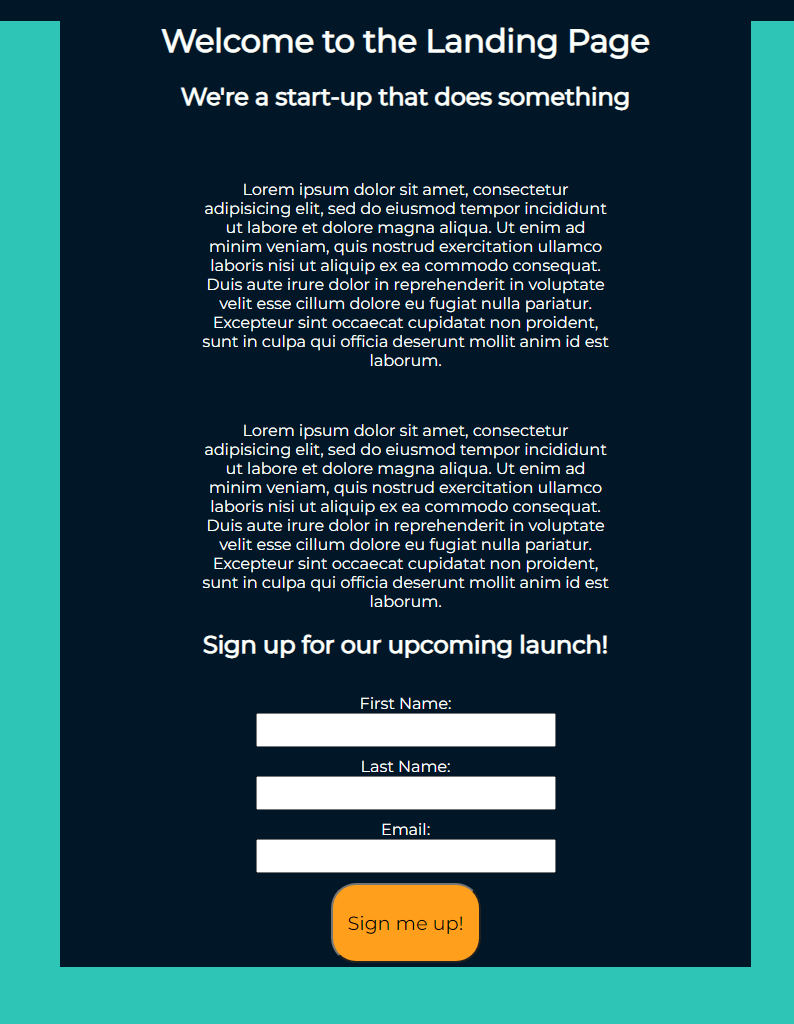 Welcome to the Landing Page
We're a start-up that does something
Lorem ipsum dolor sit amet, consectetur
adipisicing elit, sed do eiusmod tempor incididunt
ut labore et dolore magna aliqua. Ut enim ad
minim veniam, quis nostrud exercitation ullamco
laboris nisi ut aliquip ex ea commodo consequat.
Duis aute irure dolor in reprehenderit in voluptate
velit esse cillum dolore eu fugiat nulla pariatur.
Excepteur sint occaecat cupidatat non proident,
sunt in culpa qui officia deserunt mollit anim id est
laborum.
Lorem ipsum dolor sit amet, consectetur
adipisicing elit, sed do eiusmod tempor incididunt
ut labore et dolore magna aliqua. Ut enim ad
minim veniam, quis nostrud exercitation ullamco
laboris nisi ut aliquip ex ea commodo consequat.
Duis aute irure dolor in reprehenderit in voluptate
velit esse cillum dolore eu fugiat nulla pariatur.
Excepteur sint occaecat cupidatat non proident,
sunt in culpa qui officia deserunt mollit anim id est
laborum.
Sign up for our upcoming launch!
First Name:
Last Name:
Email:
Sign me up!